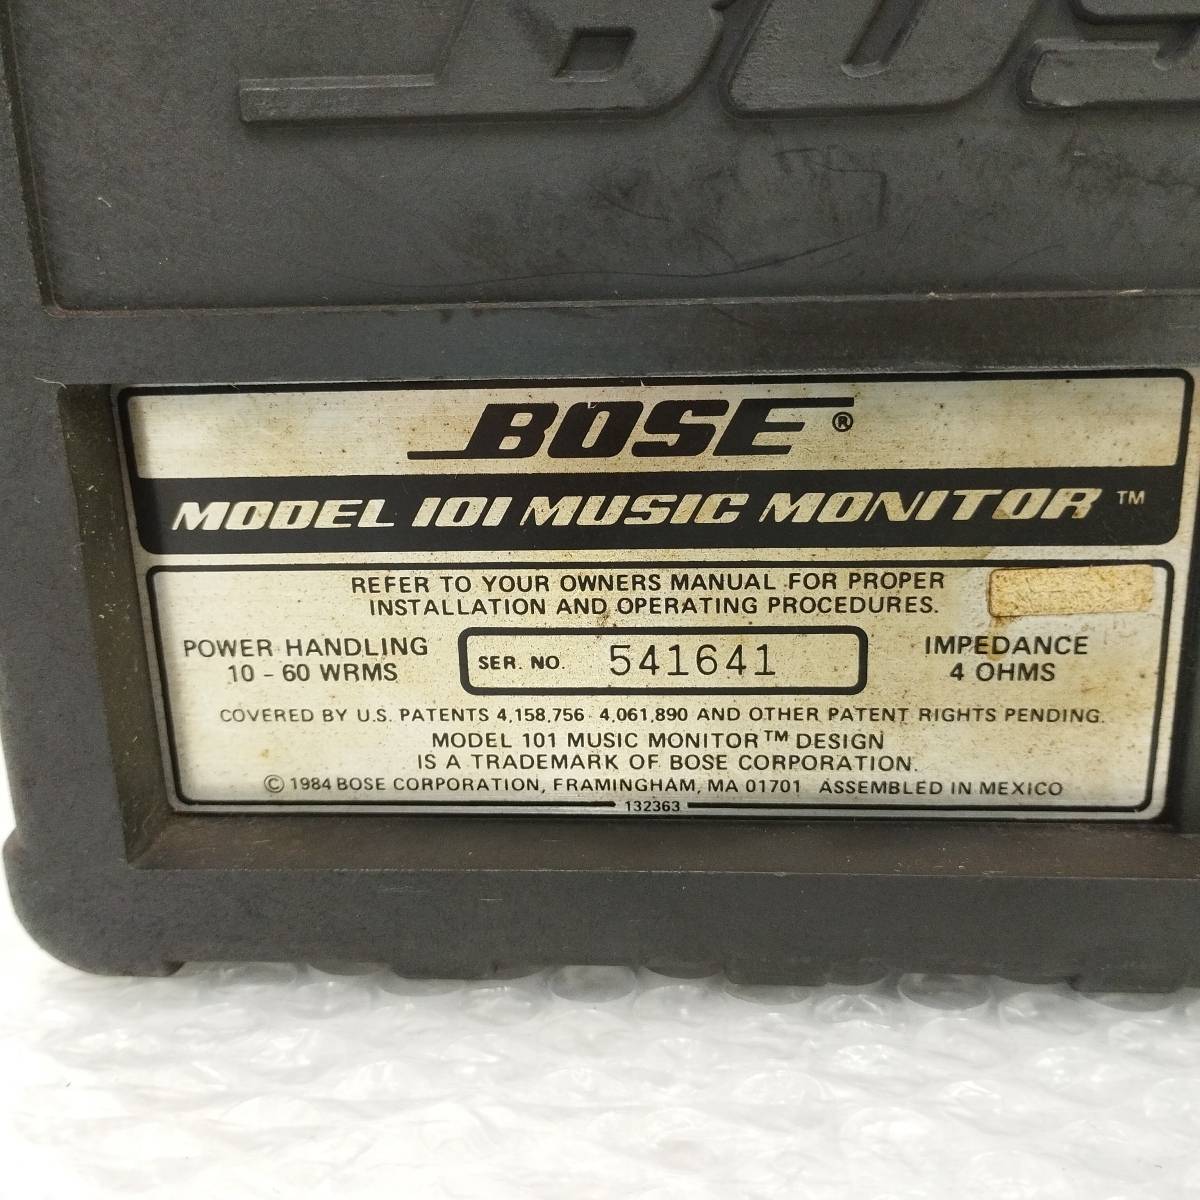 BOSE
BOSE®
MODEL 101 MUSIC MONITOR™
REFER TO YOUR OWNERS MANUAL FOR PROPER
INSTALLATION AND OPERATING PROCEDURES.
POWER HANDLING
10 - 60 WRMS
SER. NO. 541641
IMPEDANCE
4 OHMS
COVERED BY U.S. PATENTS 4,158,756 4,061,890 AND OTHER PATENT RIGHTS PENDING.
MODEL 101 MUSIC MONITOR™ DESIGN
IS A TRADEMARK OF BOSE CORPORATION.
© 1984 BOSE CORPORATION, FRAMINGHAM, MA 01701 ASSEMBLED IN MEXICO
132363